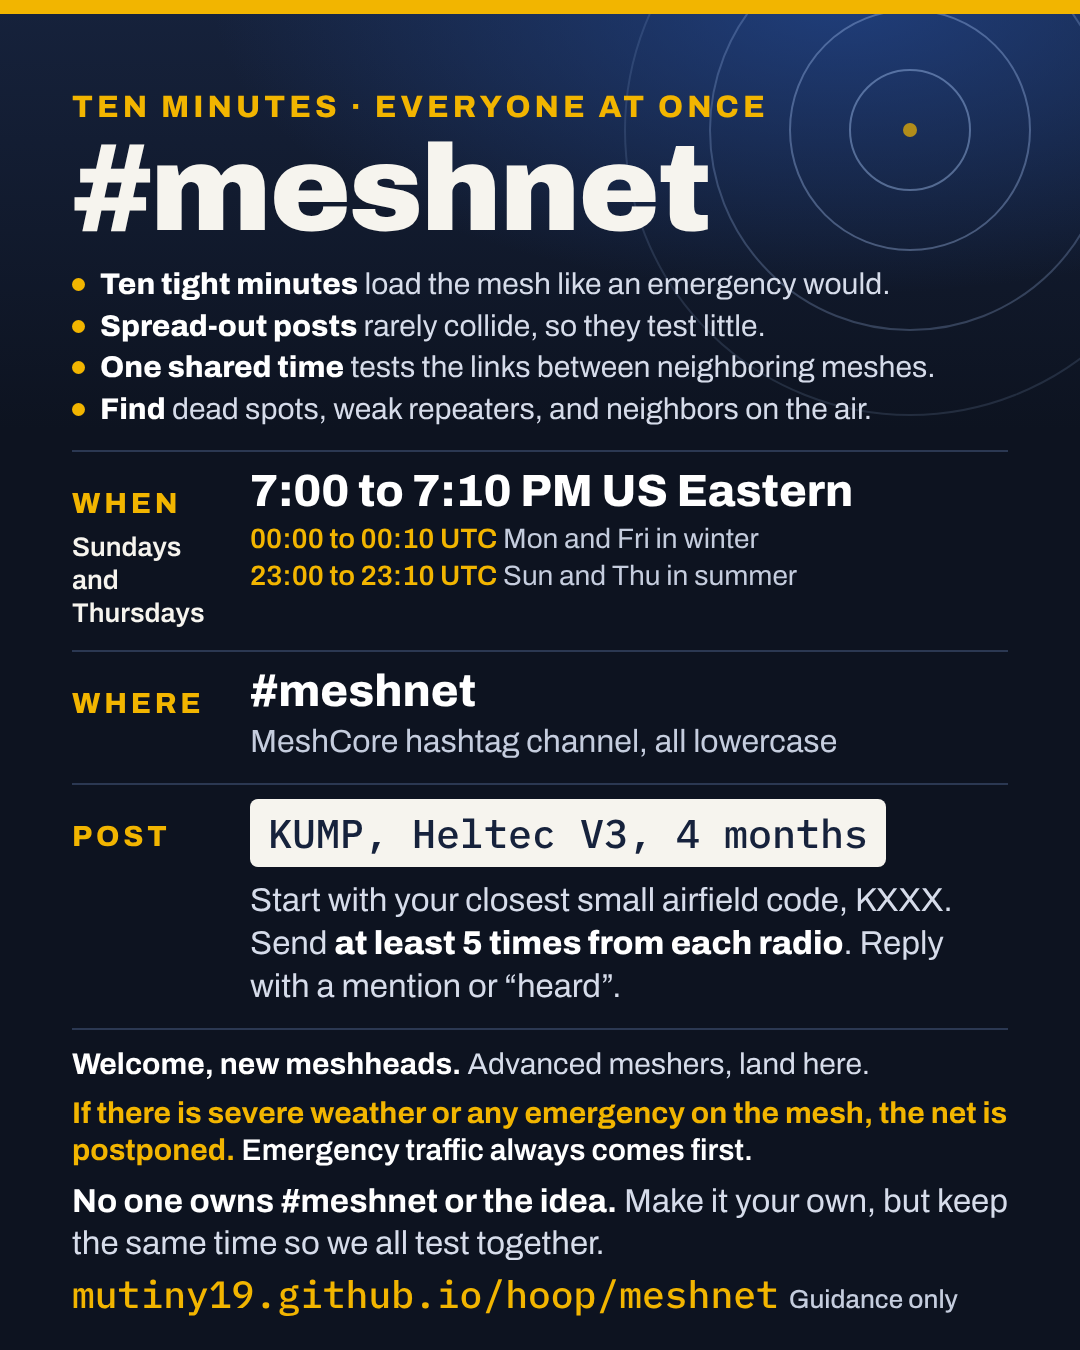 TEN MINUTES · EVERYONE AT ONCE
#meshnet
Ten tight minutes load the mesh like an emergency would.
Spread-out posts rarely collide, so they test little.
One shared time tests the links between neighboring meshes.
Find dead spots, weak repeaters, and neighbors on the air.
WHEN
Sundays
and
Thursdays
7:00 to 7:10 PM US Eastern
00:00 to 00:10 UTC Mon and Fri in winter
23:00 to 23:10 UTC Sun and Thu in summer
WHERE
#meshnet
MeshCore hashtag channel, all lowercase
POST
KUMP, Heltec V3, 4 months
Start with your closest small airfield code, KXXX.
Send at least 5 times from each radio. Reply
with a mention or “heard”.
Welcome, new meshheads. Advanced meshers, land here.
If there is severe weather or any emergency on the mesh, the net is
postponed. Emergency traffic always comes first.
No one owns #meshnet or the idea. Make it your own, but keep
the same time so we all test together.
mutiny19.github.io/hoop/meshnet Guidance only